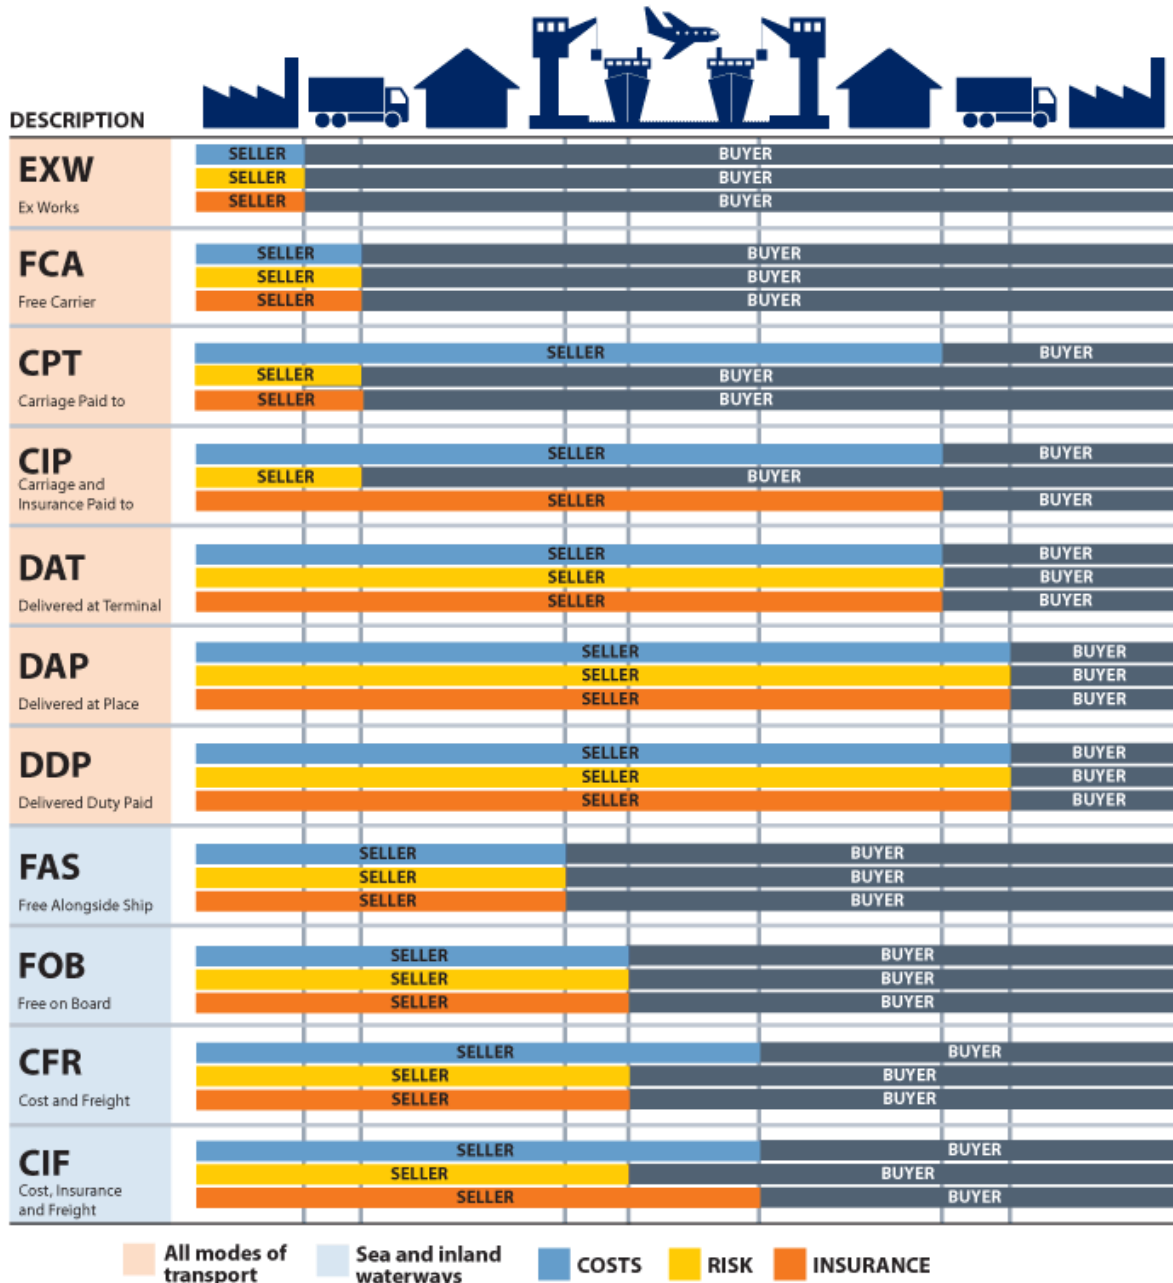 DESCRIPTION
EXW
Ex Works
SELLER BUYER
SELLER BUYER
SELLER BUYER
FCA
Free Carrier
SELLER BUYER
SELLER BUYER
SELLER BUYER
CPT
Carriage Paid to
SELLER BUYER
SELLER BUYER
SELLER BUYER
CIP
Carriage and
Insurance Paid to
SELLER BUYER
SELLER BUYER
SELLER BUYER
DAT
Delivered at Terminal
SELLER BUYER
SELLER BUYER
SELLER BUYER
DAP
Delivered at Place
SELLER BUYER
SELLER BUYER
SELLER BUYER
DDP
Delivered Duty Paid
SELLER BUYER
SELLER BUYER
SELLER BUYER
FAS
Free Alongside Ship
SELLER BUYER
SELLER BUYER
SELLER BUYER
FOB
Free on Board
SELLER BUYER
SELLER BUYER
SELLER BUYER
CFR
Cost and Freight
SELLER BUYER
SELLER BUYER
SELLER BUYER
CIF
Cost, Insurance
and Freight
SELLER BUYER
SELLER BUYER
SELLER BUYER
All modes of
transport
Sea and inland
waterways
COSTS
RISK
INSURANCE